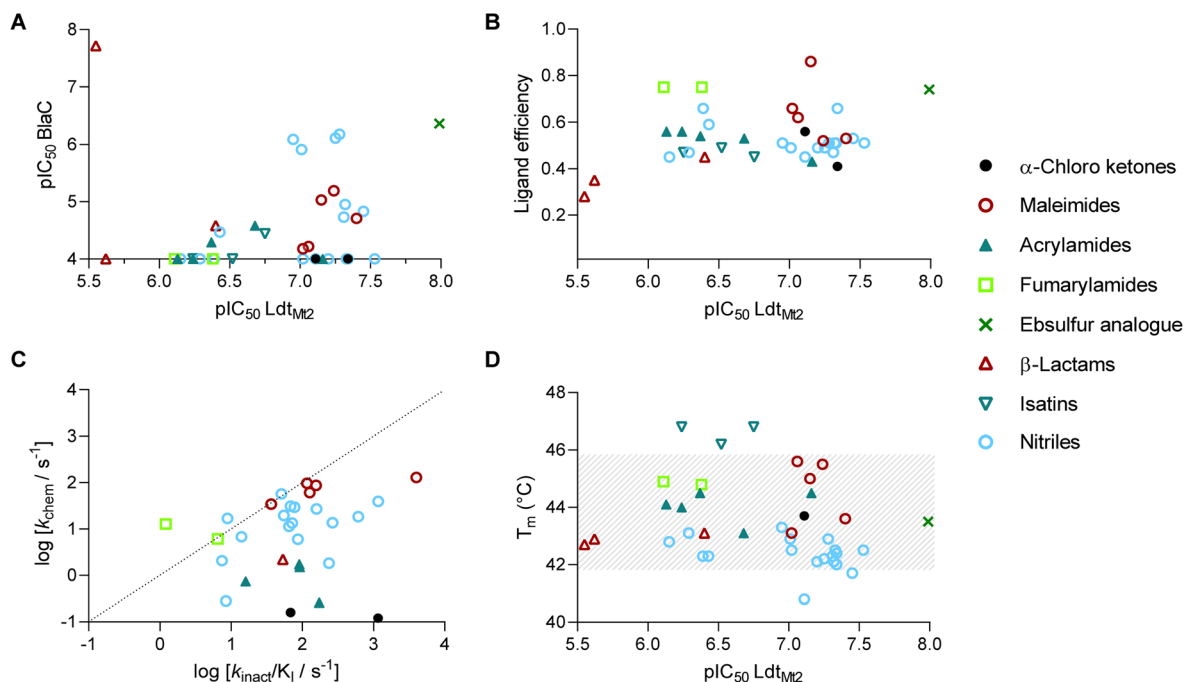 A
8
7
6
5
4
pIC50 BlaC
5.5 6.0 6.5 7.0 7.5 8.0
pIC50 LdtMt2
B
1.0
0.8
0.6
0.4
0.2
Ligand efficiency
5.5 6.0 6.5 7.0 7.5 8.0
pIC50 LdtMt2
α-Chloro ketones
Maleimides
Acrylamides
Fumarylamides
Ebsulfur analogue
β-Lactams
Isatins
Nitriles
C
4
3
2
1
0
-1
log [kchem / s-1]
-1 0 1 2 3 4
log [kinact/KI / s-1]
D
48
46
44
42
40
Tm (°C)
5.5 6.0 6.5 7.0 7.5 8.0
pIC50 LdtMt2